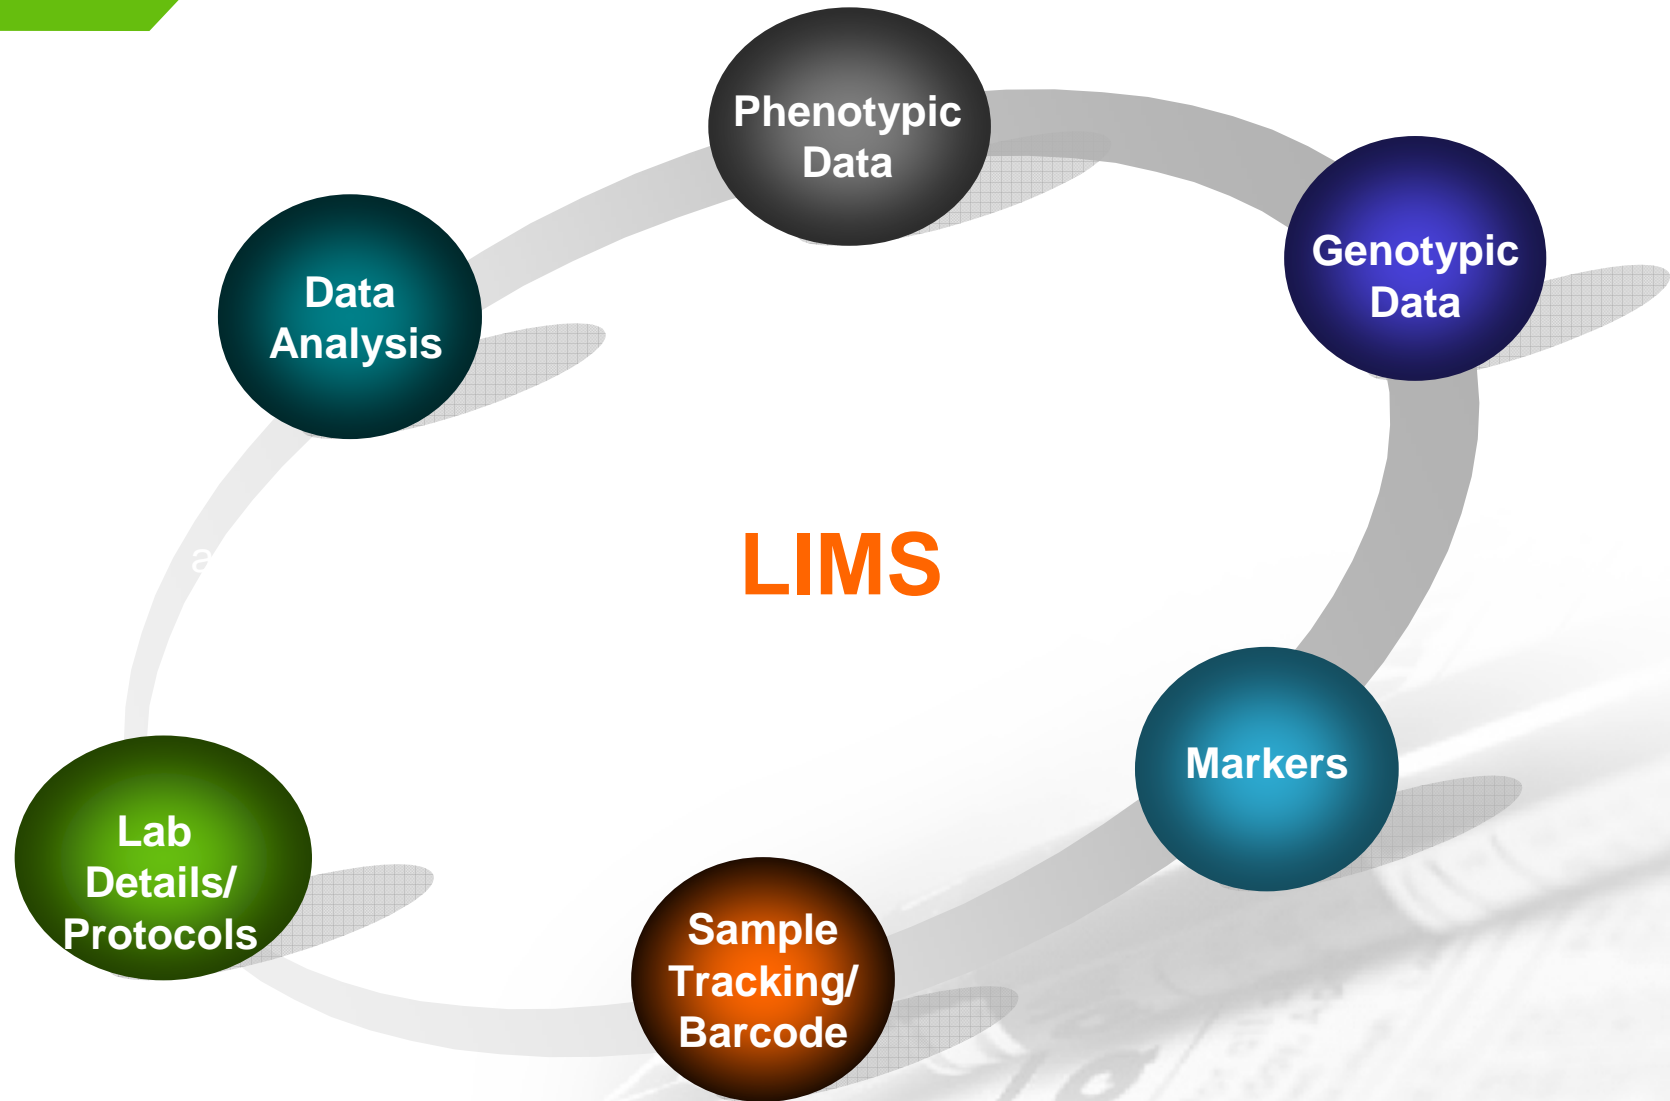 Phenotypic
Data
Genotypic
Data
Data
Analysis
a
LIMS
Markers
Lab
Details/
Protocols
Sample
Tracking/
Barcode